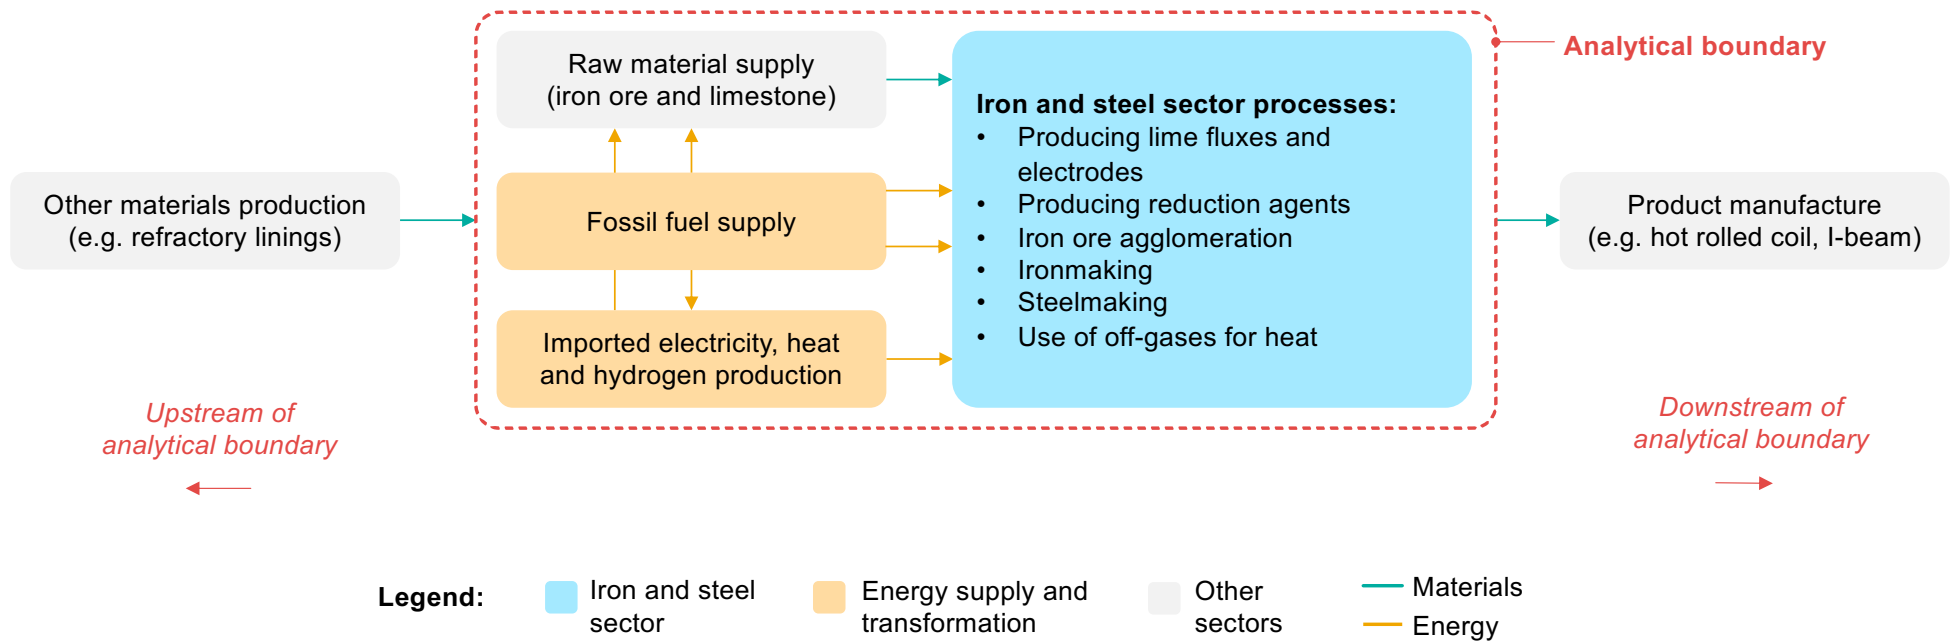 Analytical boundary
Raw material supply
(iron ore and limestone)
Iron and steel sector processes:
• Producing lime fluxes and
electrodes
• Producing reduction agents
• Iron ore agglomeration
• Ironmaking
• Steelmaking
• Use of off-gases for heat
Other materials production
(e.g. refractory linings)
Fossil fuel supply
Product manufacture
(e.g. hot rolled coil, I-beam)
Imported electricity, heat
and hydrogen production
Upstream of
analytical boundary
Downstream of
analytical boundary
Legend:
Iron and steel
sector
Energy supply and
transformation
Other
sectors
Materials
Energy